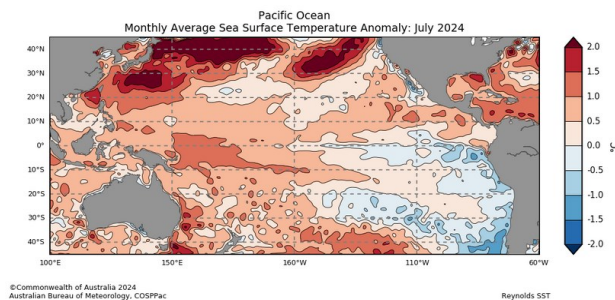 Pacific Ocean
Monthly Average Sea Surface Temperature Anomaly: July 2024
40°N
30°N
20°N
10°N
0°
10°S
20°S
30°S
40°S
100°E
150°E
160°W
110°W
60°W
2.0
1.5
1.0
0.5
0.0
-0.5
-1.0
-1.5
-2.0
°C
©Commonwealth of Australia 2024
Australian Bureau of Meteorology, COSPPac
Reynolds SST